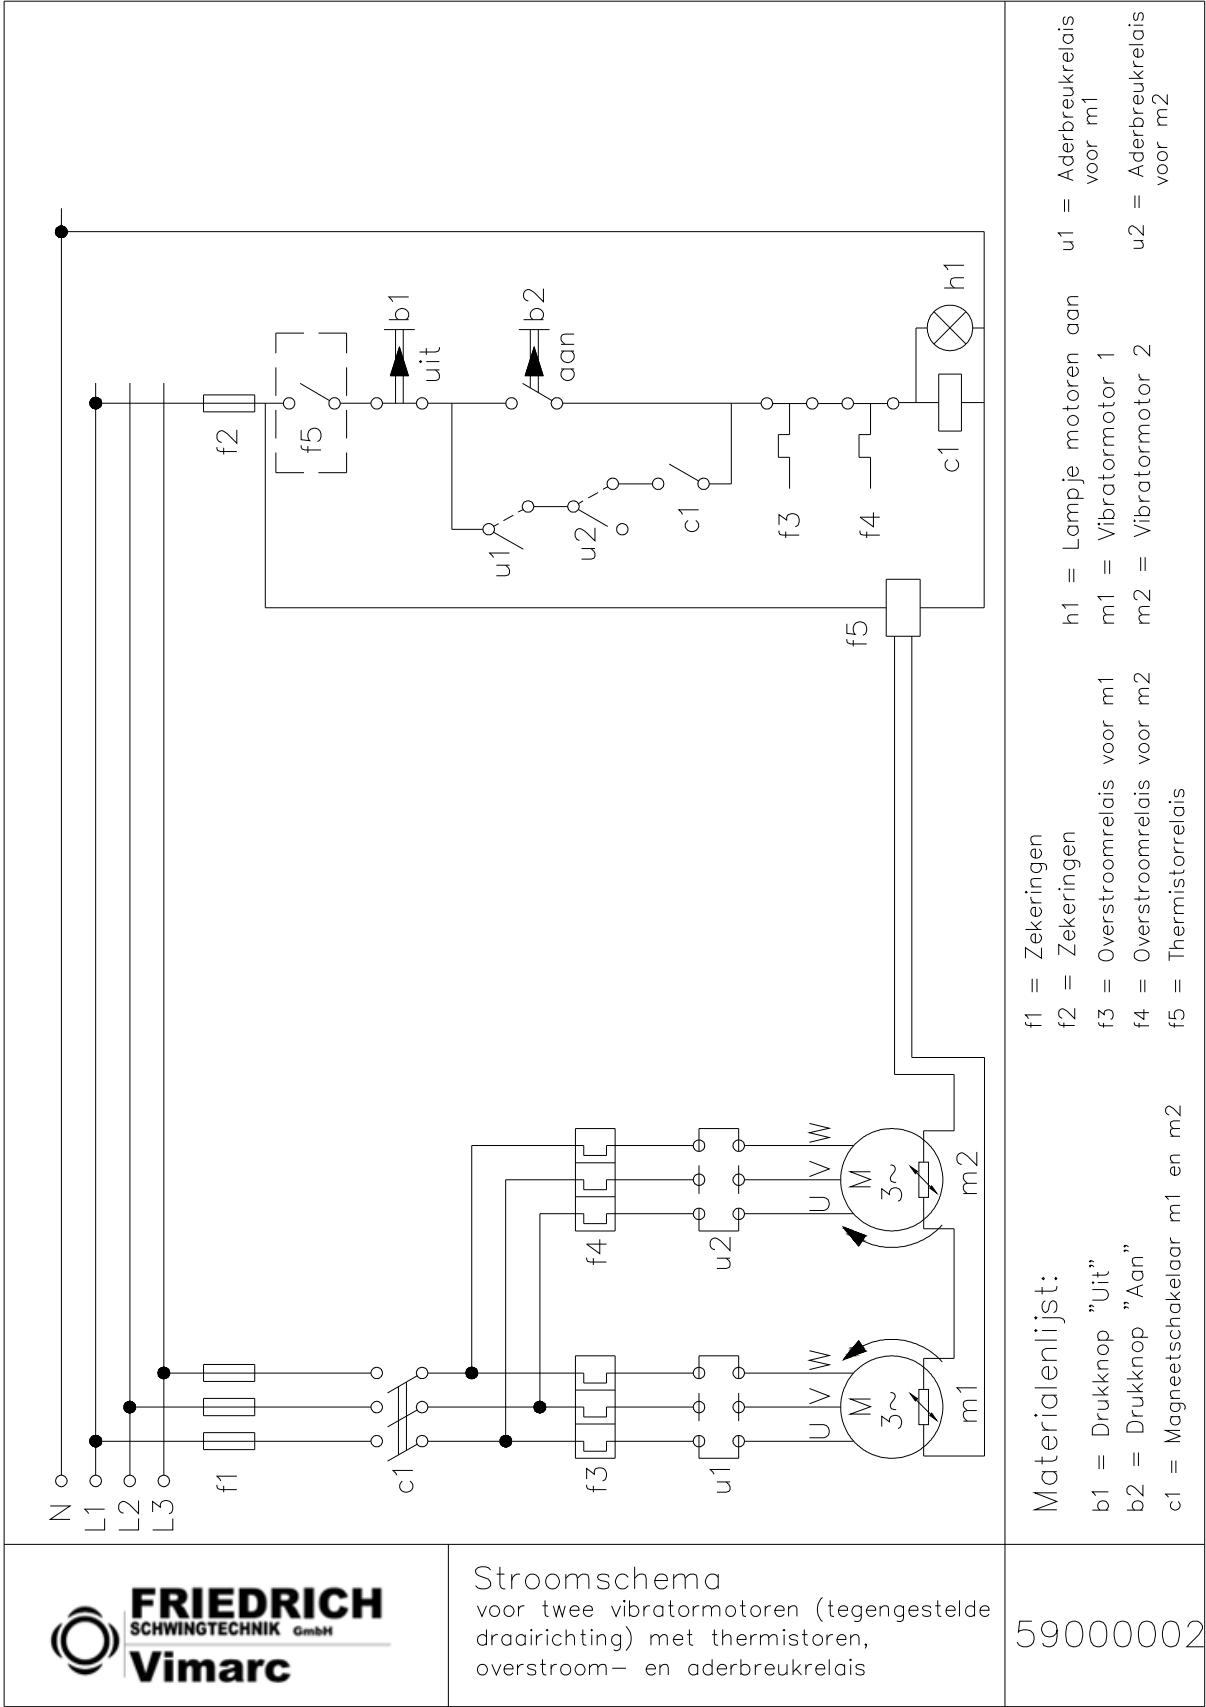 N
L1
L2
L3
f1
c1
f3
u1
U V W
M
3~
m1
f4
u2
U V W
M
3~
m2
f2
f5
b1
uit
b2
aan
u1
u2
c1
f3
f4
c1
h1
f5
Materialenlijst:
b1 = Drukknop "Uit"
b2 = Drukknop "Aan"
c1 = Magneetschakelaar m1 en m2
f1 = Zekeringen
f2 = Zekeringen
f3 = Overstroomrelais voor m1
f4 = Overstroomrelais voor m2
f5 = Thermistorrelais
h1 = Lampje motoren aan
m1 = Vibratormotor 1
m2 = Vibratormotor 2
u1 = Aderbreukrelais
voor m1
u2 = Aderbreukrelais
voor m2
FRIEDRICH
SCHWINGTECHNIK GmbH
Vimarc
Stroomschema
voor twee vibratormotoren (tegengestelde
draairichting) met thermistoren,
overstroom- en aderbreukrelais
59000002